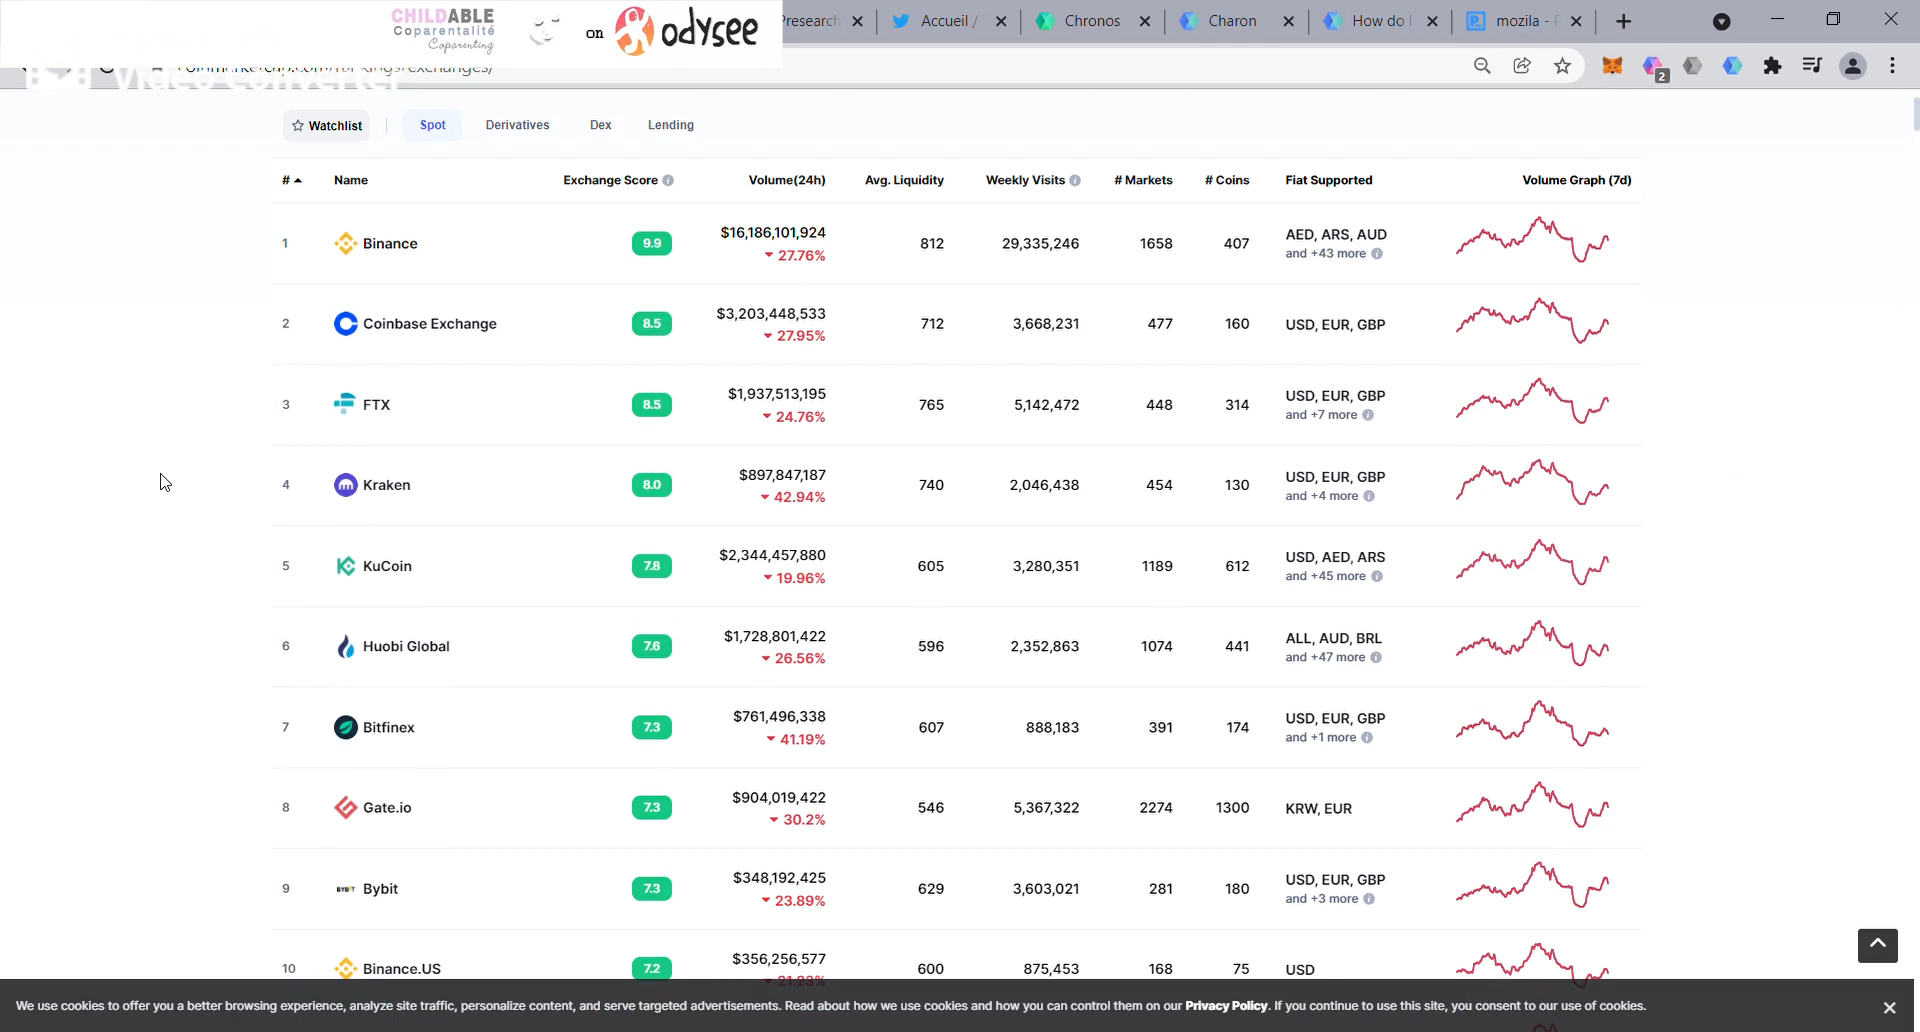 CHILDABLE
Coparentalité
Coparenting
on odysee
Presearch
Accueil /
Chronos
Charon
How do
mozila -
Video converter
2
Watchlist Spot Derivatives Dex Lending
# Name Exchange Score Volume(24h) Avg. Liquidity Weekly Visits # Markets # Coins Fiat Supported Volume Graph (7d)
1 Binance 9.9 $16,186,101,924 812 29,335,246 1658 407 AED, ARS, AUD
27.76% and +43 more
2 Coinbase Exchange 8.5 $3,203,448,533 712 3,668,231 477 160 USD, EUR, GBP
27.95%
3 FTX 8.5 $1,937,513,195 765 5,142,472 448 314 USD, EUR, GBP
24.76% and +7 more
4 Kraken 8.0 $897,847,187 740 2,046,438 454 130 USD, EUR, GBP
42.94% and +4 more
5 KuCoin 7.8 $2,344,457,880 605 3,280,351 1189 612 USD, AED, ARS
19.96% and +45 more
6 Huobi Global 7.6 $1,728,801,422 596 2,352,863 1074 441 ALL, AUD, BRL
26.56% and +47 more
7 Bitfinex 7.3 $761,496,338 607 888,183 391 174 USD, EUR, GBP
41.19% and +1 more
8 Gate.io 7.3 $904,019,422 546 5,367,322 2274 1300 KRW, EUR
30.2%
9 Bybit 7.3 $348,192,425 629 3,603,021 281 180 USD, EUR, GBP
23.89% and +3 more
10 Binance.US 7.2 $356,256,577 600 875,453 168 75 USD
We use cookies to offer you a better browsing experience, analyze site traffic, personalize content, and serve targeted advertisements. Read about how we use cookies and how you can control them on our Privacy Policy. If you continue to use this site, you consent to our use of cookies.